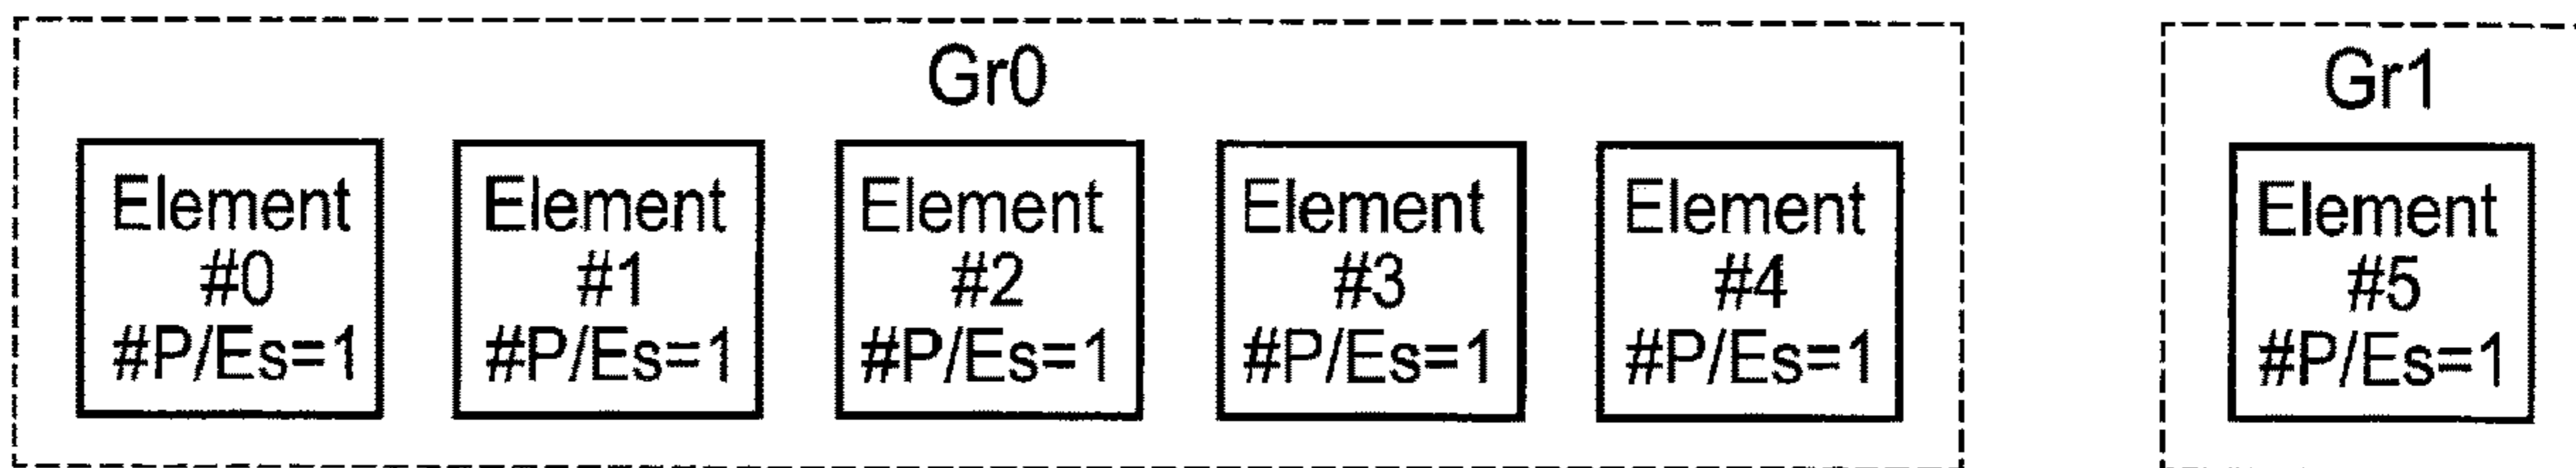 Gr0
Element
#0
#P/Es=1
Element
#1
#P/Es=1
Element
#2
#P/Es=1
Element
#3
#P/Es=1
Element
#4
#P/Es=1
Gr1
Element
#5
#P/Es=1